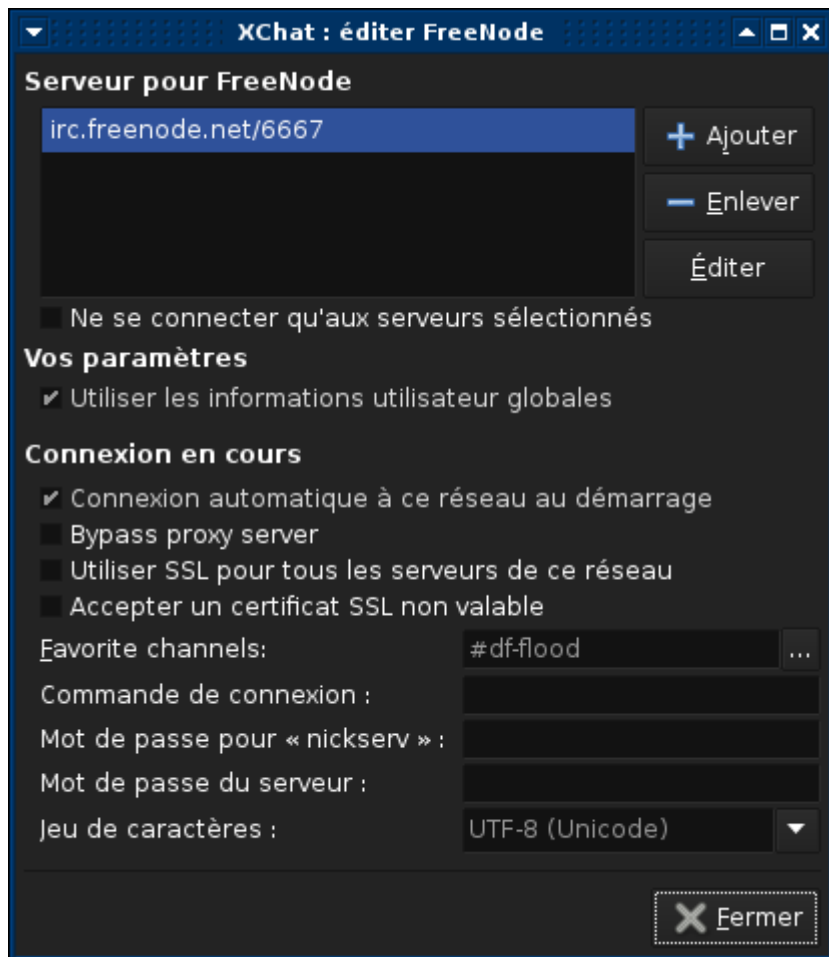 XChat : éditer FreeNode
Serveur pour FreeNode
irc.freenode.net/6667
Ajouter
Enlever
Éditer
Ne se connecter qu'aux serveurs sélectionnés
Vos paramètres
Utiliser les informations utilisateur globales
Connexion en cours
Connexion automatique à ce réseau au démarrage
Bypass proxy server
Utiliser SSL pour tous les serveurs de ce réseau
Accepter un certificat SSL non valable
Favorite channels: #df-flood ...
Commande de connexion :
Mot de passe pour « nickserv » :
Mot de passe du serveur :
Jeu de caractères : UTF-8 (Unicode)
Fermer